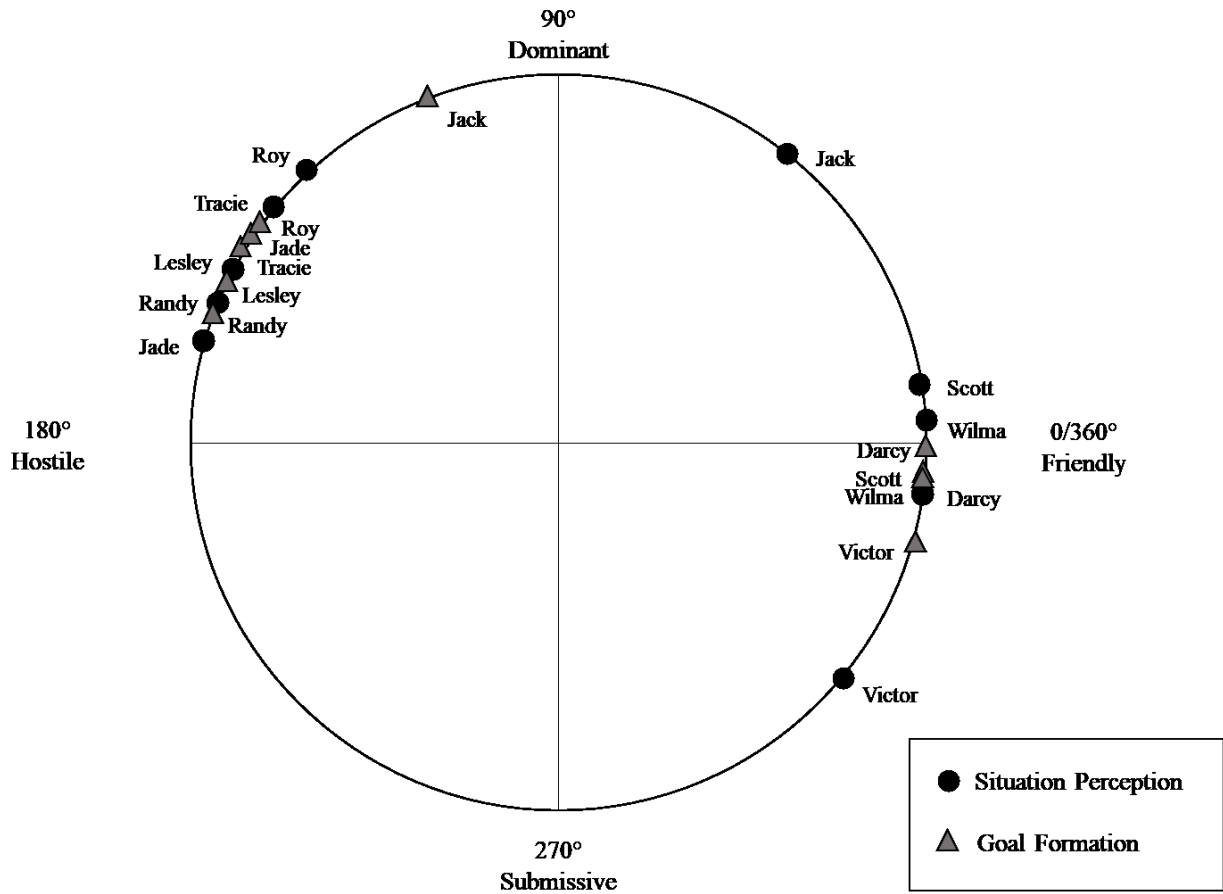 90°
Dominant
Jack
Roy
Jack
Tracie
Roy
Jade
Lesley
Tracie
Randy
Lesley
Randy
Jade
Scott
180°
Hostile
Wilma
0/360°
Friendly
Darcy
Scott
Wilma
Darcy
Victor
Victor
Situation Perception
Goal Formation
270°
Submissive